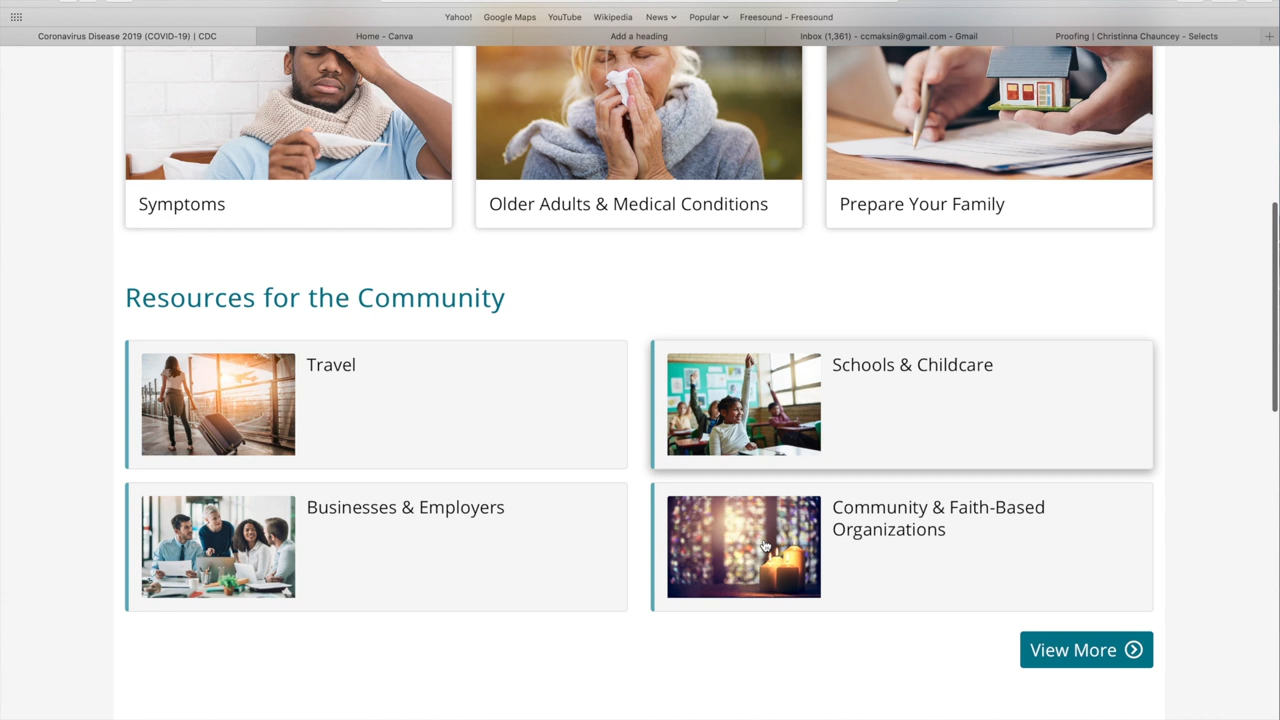 Yahoo! Google Maps YouTube Wikipedia News Popular Freesound - Freesound
Coronavirus Disease 2019 (COVID-19) | CDC Home - Canva Add a heading Inbox (1,361) - ccmaksin@gmail.com - Gmail Proofing | Christinna Chauncey - Selects
Symptoms Older Adults & Medical Conditions Prepare Your Family
Resources for the Community
Travel Schools & Childcare
Businesses & Employers Community & Faith-Based
Organizations
View More